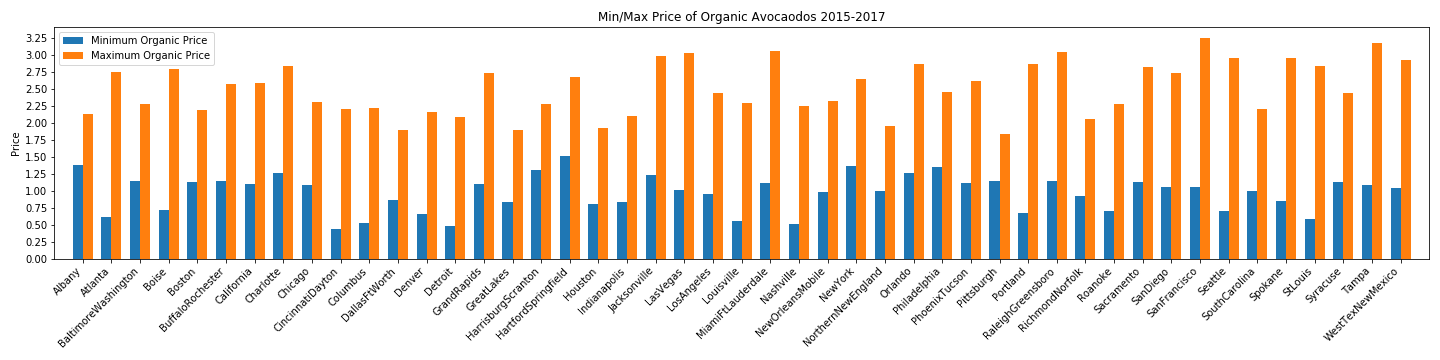 Min/Max Price of Organic Avocaodos 2015-2017
Minimum Organic Price
Maximum Organic Price
Price
3.25
3.00
2.75
2.50
2.25
2.00
1.75
1.50
1.25
1.00
0.75
0.50
0.25
0.00
Albany
Atlanta
BaltimoreWashington
Boise
Boston
BuffaloRochester
California
Charlotte
Chicago
CincinnatiDayton
Columbus
DallasFtWorth
Denver
Detroit
GrandRapids
GreatLakes
HarrisburgScranton
HartfordSpringfield
Houston
Indianapolis
Jacksonville
LasVegas
LosAngeles
Louisville
MiamiFtLauderdale
Nashville
NewOrleansMobile
NewYork
NorthernNewEngland
Orlando
Philadelphia
PhoenixTucson
Pittsburgh
Portland
RaleighGreensboro
RichmondNorfolk
Roanoke
Sacramento
SanDiego
SanFrancisco
Seattle
SouthCarolina
Spokane
StLouis
Syracuse
Tampa
WestTexNewMexico